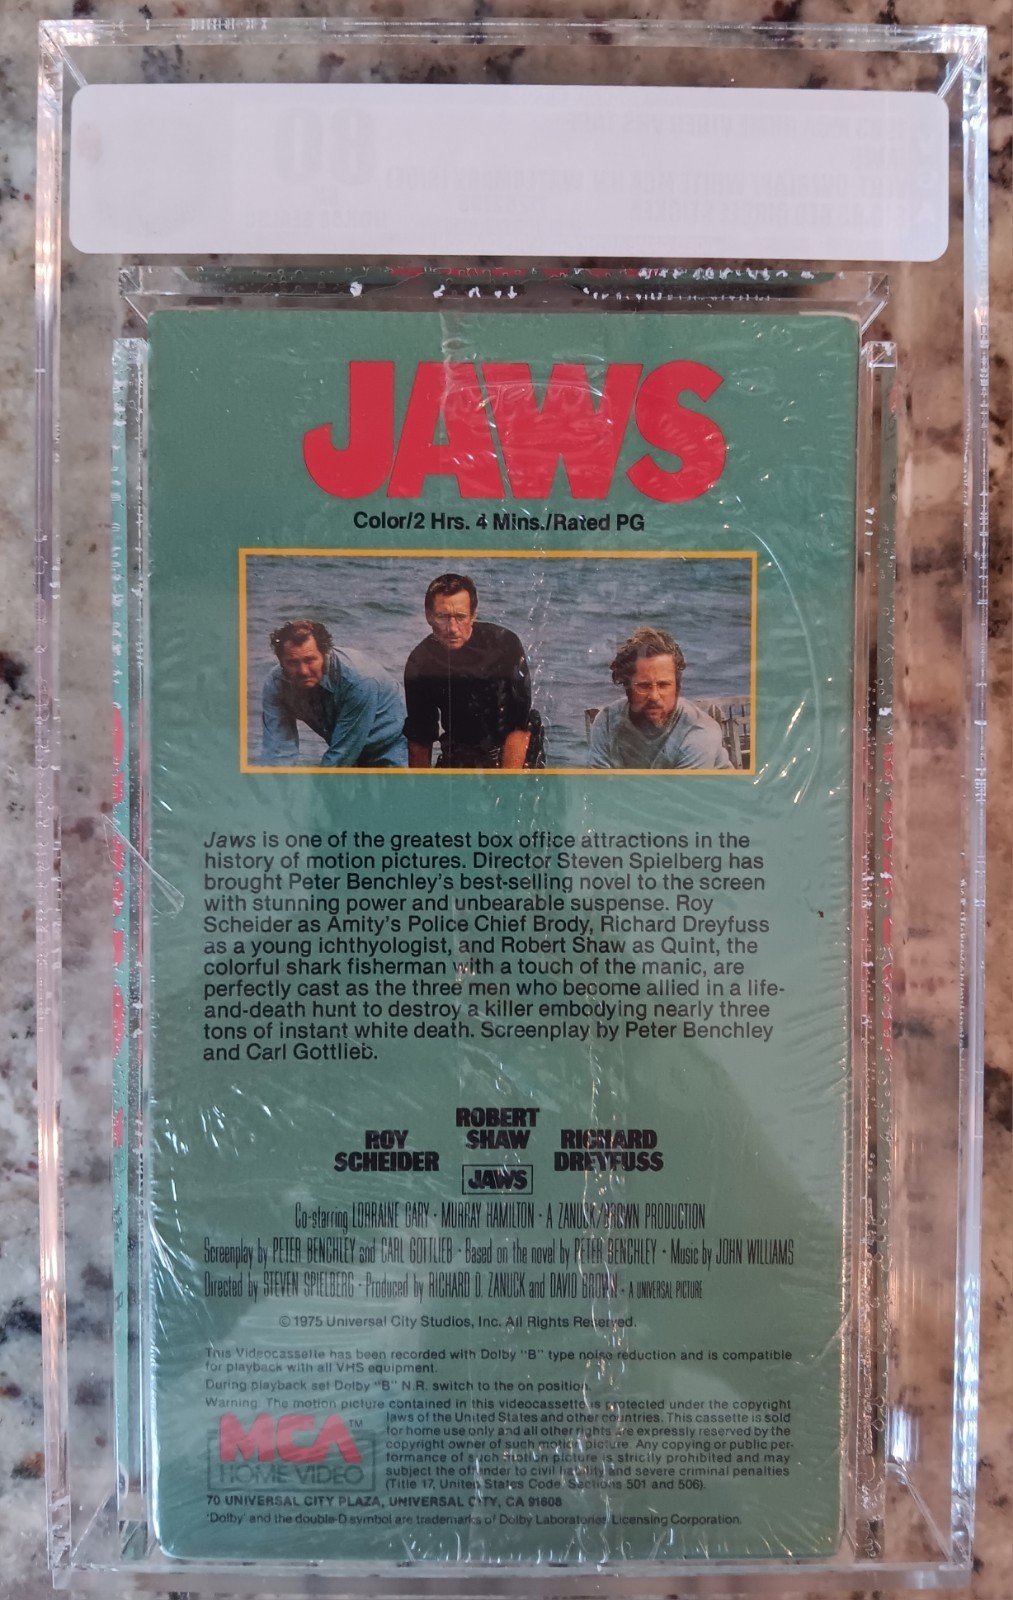 JAWS
Color/2 Hrs. 4 Mins./Rated PG
Jaws is one of the greatest box office attractions in the
history of motion pictures. Director Steven Spielberg has
brought Peter Benchley's best-selling novel to the screen
with stunning power and unbearable suspense. Roy
Scheider as Amity's Police Chief Brody, Richard Dreyfuss
as a young ichthyologist, and Robert Shaw as Quint, the
colorful shark fisherman with a touch of the manic, are
perfectly cast as the three men who become allied in a life-
and-death hunt to destroy a killer embodying nearly three
tons of instant white death. Screenplay by Peter Benchley
and Carl Gottlieb.
ROY
SCHEIDER
ROBERT
SHAW
RICHARD
DREYFUSS
JAWS
Co-starring LORRAINE GARY · MURRAY HAMILTON · A ZANUCK/BROWN PRODUCTION
Screenplay by PETER BENCHLEY and CARL GOTTLIEB · Based on the novel by PETER BENCHLEY · Music by JOHN WILLIAMS
Directed by STEVEN SPIELBERG · Produced by RICHARD D. ZANUCK and DAVID BROWN · A UNIVERSAL PICTURE
©1975 Universal City Studios, Inc. All Rights Reserved.
This Videocassette has been recorded with Dolby "B" type noise reduction and is compatible
for playback with all VHS equipment.
During playback set Dolby "B" N.R. switch to the on position.
Warning: The motion picture contained in this videocassette is protected under the copyright
laws of the United States and other countries. This cassette is sold
for home use only and all other rights are expressly reserved by the
copyright owner of such motion picture. Any copying or public per-
formance of such motion picture is strictly prohibited and may
subject the offender to civil liability and severe criminal penalties
(Title 17, United States Code, Sections 501 and 506).
MCA™
HOME VIDEO
70 UNIVERSAL CITY PLAZA, UNIVERSAL CITY, CA 91608
'Dolby' and the double-D symbol are trademarks of Dolby Laboratories Licensing Corporation.